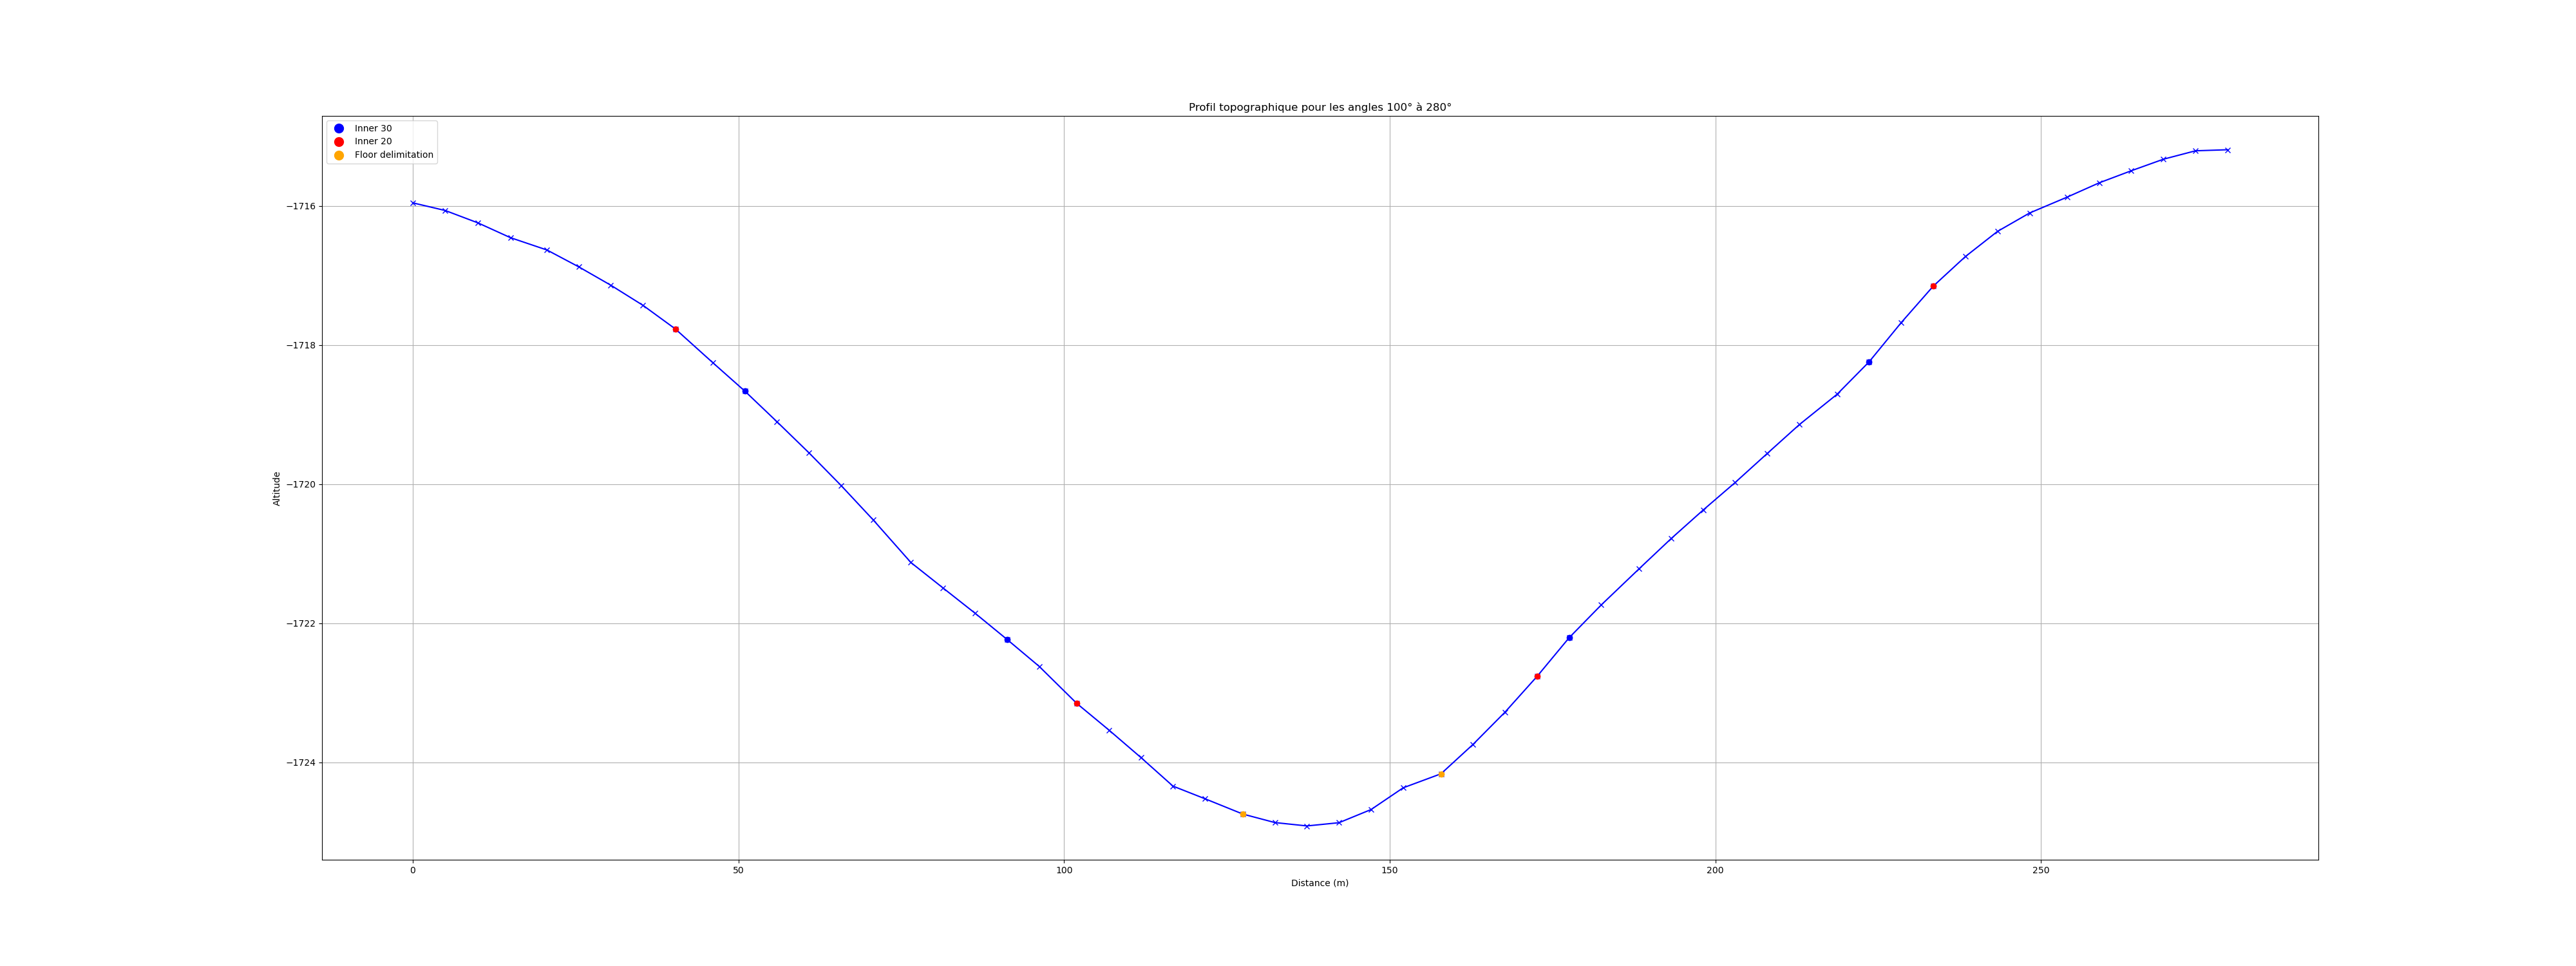 Profil topographique pour les angles 100° à 280°
Inner 30
Inner 20
Floor delimitation
Altitude
−1716
−1718
−1720
−1722
−1724
0 50 100 150 200 250
Distance (m)